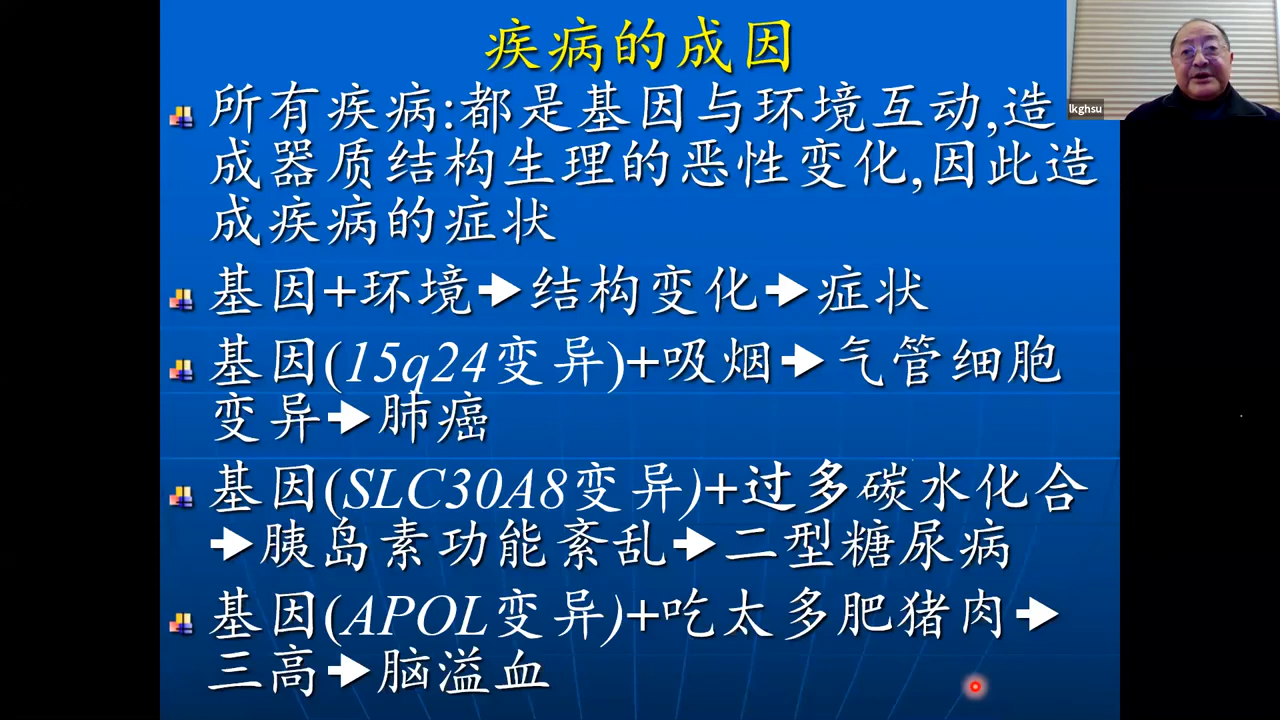 疾病的成因
所有疾病:都是基因与环境互动,造
成器质结构生理的恶性变化,因此造
成疾病的症状
基因+环境➔结构变化➔症状
基因(15q24变异)+吸烟➔气管细胞
变异➔肺癌
基因(SLC30A8变异)+过多碳水化合
➔胰岛素功能紊乱➔二型糖尿病
基因(APOL变异)+吃太多肥猪肉➔
三高➔脑溢血
lkghsu